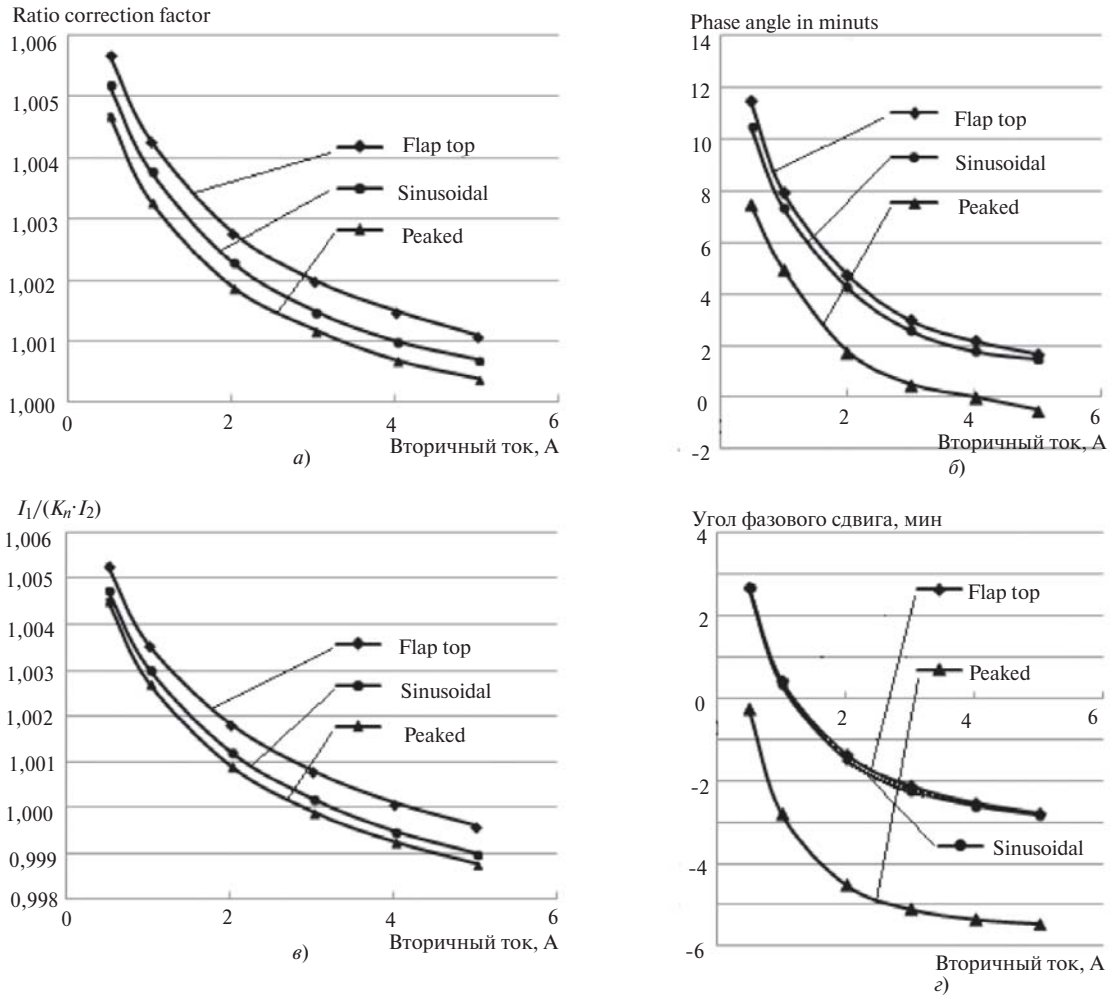 Ratio correction factor
1,006
1,005
1,004
1,003
1,002
1,001
1,000
0
2
4
6
Flap top
Sinusoidal
Peaked
Вторичный ток, А
а)
Phase angle in minuts
14
12
10
8
6
4
2
0
-2
2
4
6
Flap top
Sinusoidal
Peaked
Вторичный ток, А
б)
I₁/(Kₙ·I₂)
1,006
1,005
1,004
1,003
1,002
1,001
1,000
0,999
0,998
0
2
4
6
Flap top
Sinusoidal
Peaked
Вторичный ток, А
в)
Угол фазового сдвига, мин
4
2
0
-2
-4
-6
2
4
6
Flap top
Peaked
Sinusoidal
Вторичный ток, А
г)